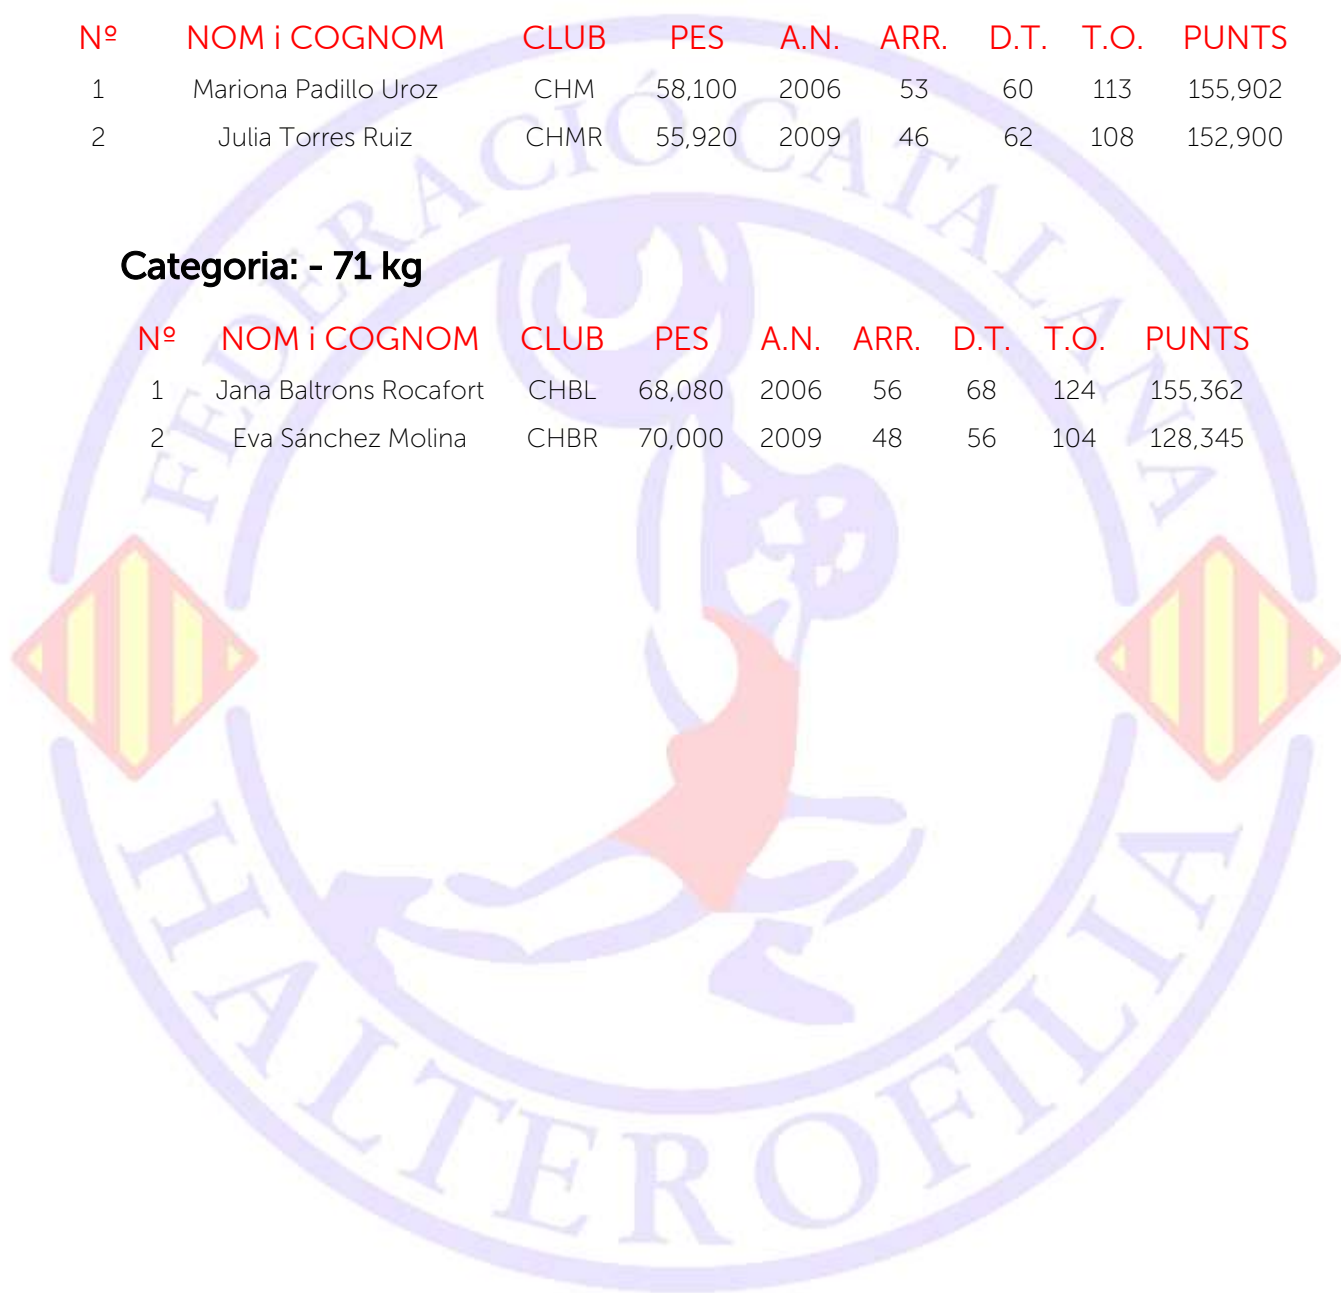 Nº NOM i COGNOM CLUB PES A.N. ARR. D.T. T.O. PUNTS
1 Mariona Padillo Uroz CHM 58,100 2006 53 60 113 155,902
2 Julia Torres Ruiz CHMR 55,920 2009 46 62 108 152,900
Categoria: - 71 kg
Nº NOM i COGNOM CLUB PES A.N. ARR. D.T. T.O. PUNTS
1 Jana Baltrons Rocafort CHBL 68,080 2006 56 68 124 155,362
2 Eva Sánchez Molina CHBR 70,000 2009 48 56 104 128,345
FEDERACIÓ CATALANA
HALTEROFILIA